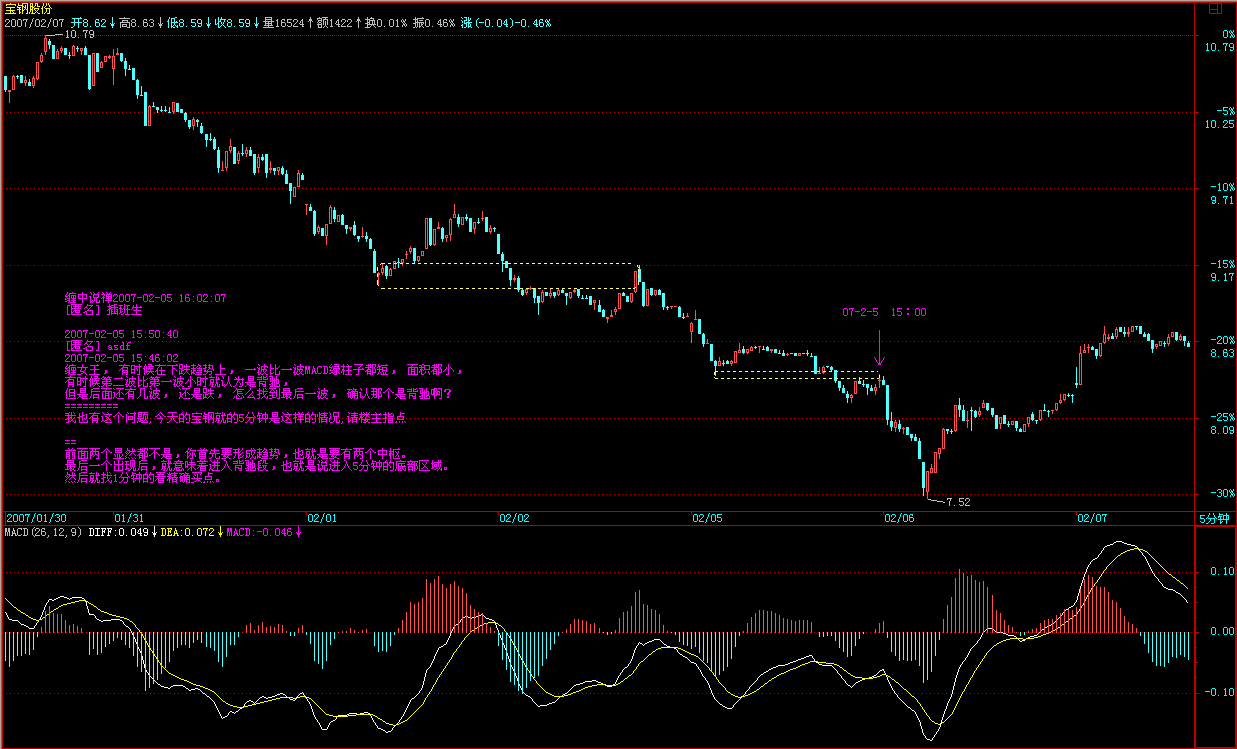 宝钢股份
2007/02/07 开8.62↓高8.63↓低8.59↓收8.59↓量16524↑额1422↑换0.01% 振0.46% 涨(-0.04)-0.46%
10.79
0%
10.79
-5%
10.25
-10%
9.71
-15%
9.17
缠中说禅2007-02-05 16:02:07
[匿名] 插班生
07-2-5 15：00
2007-02-05 15:50:40
[匿名] asdf
2007-02-05 15:46:02
-20%
8.63
缠女王，有时候在下跌趋势上，一波比一波MACD绿柱子都短，面积都小，
有时候第二波比第一波小时就认为是背驰，
但是后面还有几波，还是跌，怎么找到最后一波，确认那个是背驰啊？
=========
我也有这个问题,今天的宝钢就的5分钟是这样的情况,请楼主指点
-25%
8.09
==
前面两个显然都不是，你首先要形成趋势，也就是要有两个中枢。
最后一个出现后，就意味着进入背驰段，也就是说进入5分钟的底部区域。
然后就找1分钟的看精确买点。
-30%
7.52
2007/01/30 01/31 02/01 02/02 02/05 02/06 02/07 5分钟
MACD(26,12,9) DIFF:0.049↓ DEA:0.072↓ MACD:-0.046↓
0.10
0.00
-0.10